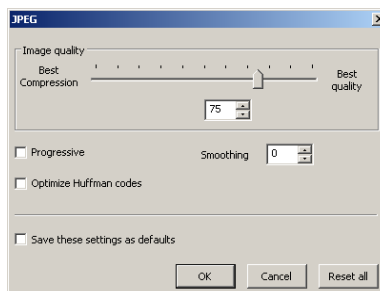 JPEG
Image quality
Best Compression
Best quality
75
Progressive
Smoothing
0
Optimize Huffman codes
Save these settings as defaults
OK
Cancel
Reset all